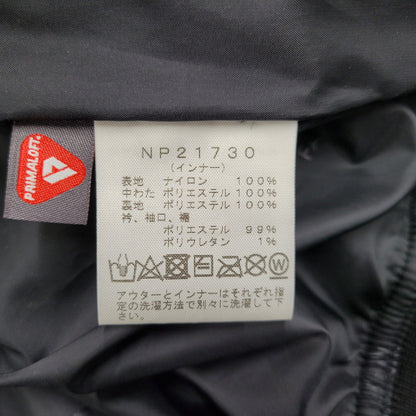 PRIMALOFT®
NP21730
(インナー)
表地 ナイロン 100%
中わた ポリエステル 100%
裏地 ポリエステル 100%
衿、袖口、裾
ポリエステル 99%
ポリウレタン 1%
W
アウターとインナーはそれぞれ指
定の洗濯方法で別々に洗濯して下
さい。